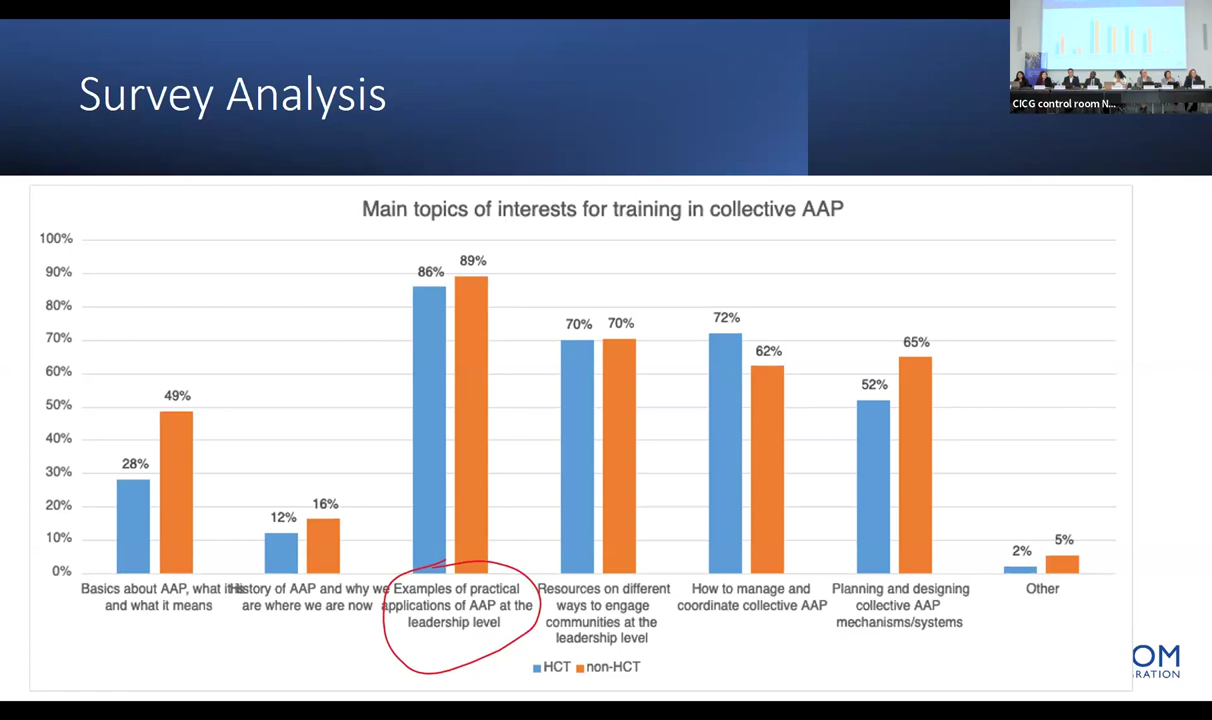 CICG control room N...
Survey Analysis
Main topics of interests for training in collective AAP
100%
90%
80%
70%
60%
50%
40%
30%
20%
10%
0%
28%
49%
12%
16%
86%
89%
70%
70%
72%
62%
52%
65%
2%
5%
Basics about AAP, what it is
and what it means
History of AAP and why we
are where we are now
Examples of practical
applications of AAP at the
leadership level
Resources on different
ways to engage
communities at the
leadership level
How to manage and
coordinate collective AAP
Planning and designing
collective AAP
mechanisms/systems
Other
HCT
non-HCT
OM
RATION